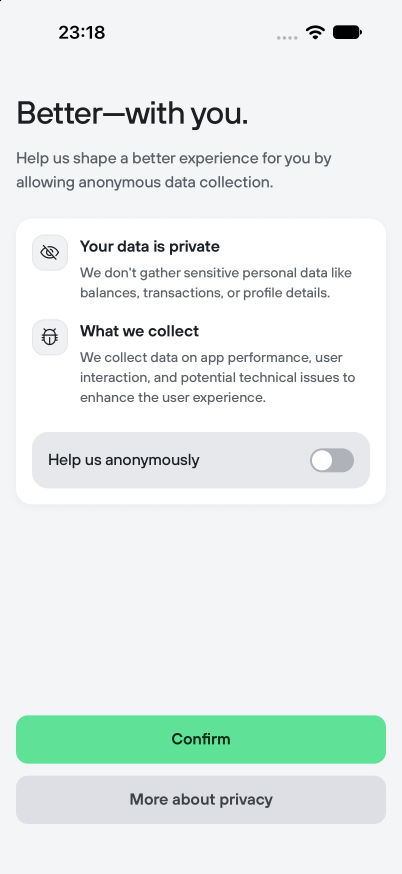 23:18
Better—with you.
Help us shape a better experience for you by
allowing anonymous data collection.
Your data is private
We don't gather sensitive personal data like
balances, transactions, or profile details.
What we collect
We collect data on app performance, user
interaction, and potential technical issues to
enhance the user experience.
Help us anonymously
Confirm
More about privacy